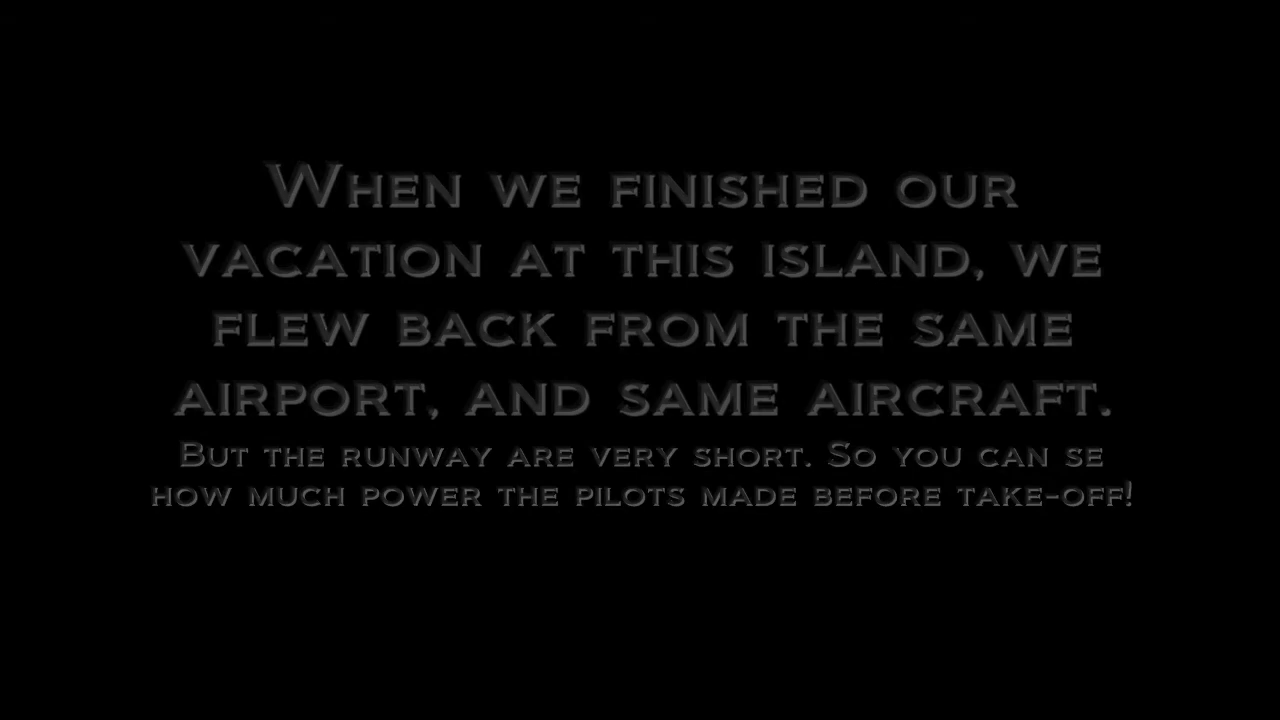 When we finished our
vacation at this island, we
flew back from the same
airport, and same aircraft.
But the runway are very short. So you can se
how much power the pilots made before take-off!